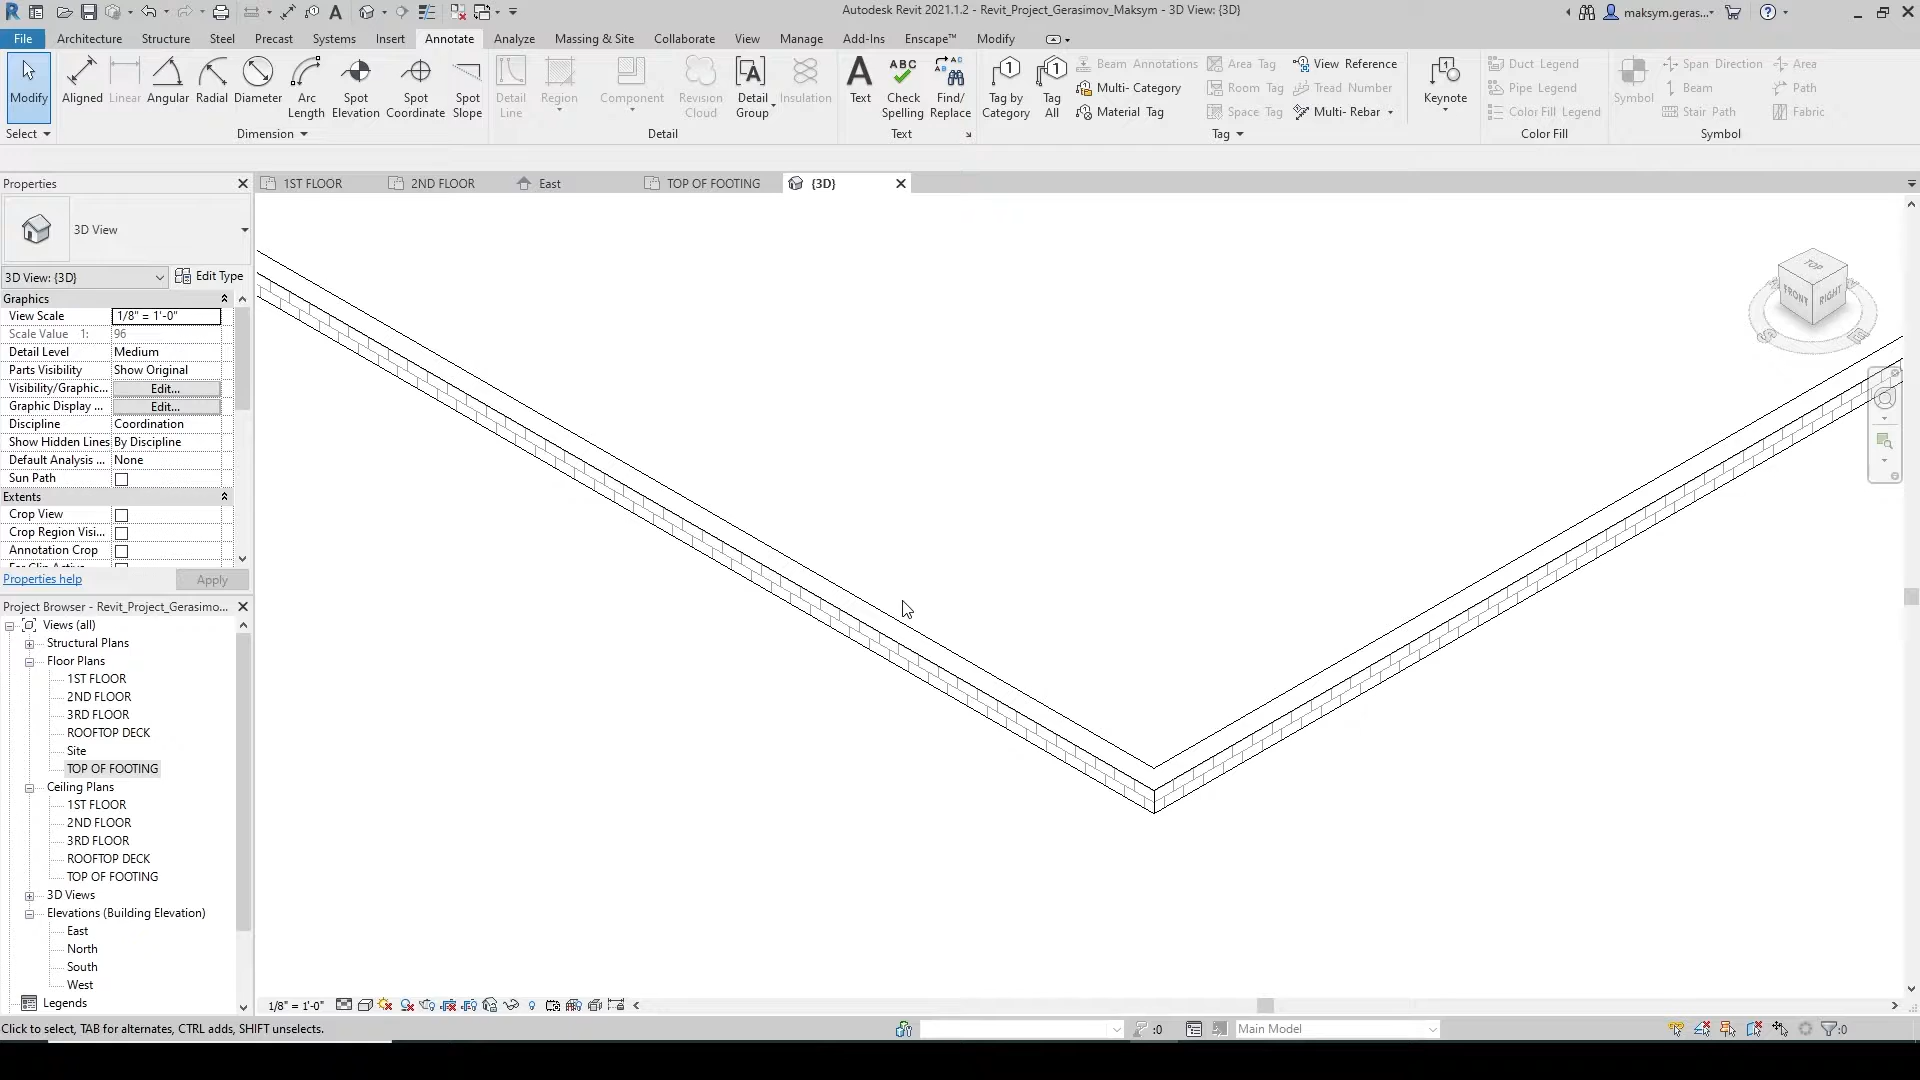 Autodesk Revit 2021.1.2 - Revit_Project_Gerasimov_Maksym - 3D View: {3D}
maksym.geras...
File Architecture Structure Steel Precast Systems Insert Annotate Analyze Massing & Site Collaborate View Manage Add-Ins Enscape™ Modify
Modify
Aligned
Linear
Angular
Radial
Diameter
Arc
Length
Spot
Elevation
Spot
Coordinate
Spot
Slope
Detail
Line
Region
Component
Revision
Cloud
Detail
Group
Insulation
Text
ABC
Check
Spelling
Find/
Replace
Tag by
Category
Tag
All
Beam Annotations
Multi- Category
Material Tag
Area Tag
Room Tag
Space Tag
View Reference
Tread Number
Multi- Rebar
Keynote
Duct Legend
Pipe Legend
Color Fill Legend
Symbol
Span Direction
Beam
Stair Path
Area
Path
Fabric
Select Dimension Detail Text Tag Color Fill Symbol
Properties
1ST FLOOR 2ND FLOOR East TOP OF FOOTING {3D}
3D View
3D View: {3D} Edit Type
Graphics
View Scale 1/8" = 1'-0"
Scale Value 1: 96
Detail Level Medium
Parts Visibility Show Original
Visibility/Graphic... Edit...
Graphic Display ... Edit...
Discipline Coordination
Show Hidden Lines By Discipline
Default Analysis ... None
Sun Path
Extents
Crop View
Crop Region Visi...
Annotation Crop
Properties help Apply
Project Browser - Revit_Project_Gerasimo...
Views (all)
Structural Plans
Floor Plans
1ST FLOOR
2ND FLOOR
3RD FLOOR
ROOFTOP DECK
Site
TOP OF FOOTING
Ceiling Plans
1ST FLOOR
2ND FLOOR
3RD FLOOR
ROOFTOP DECK
TOP OF FOOTING
3D Views
Elevations (Building Elevation)
East
North
South
West
Legends
TOP
FRONT RIGHT
S E
1/8" = 1'-0"
Click to select, TAB for alternates, CTRL adds, SHIFT unselects.
:0
Main Model
:0